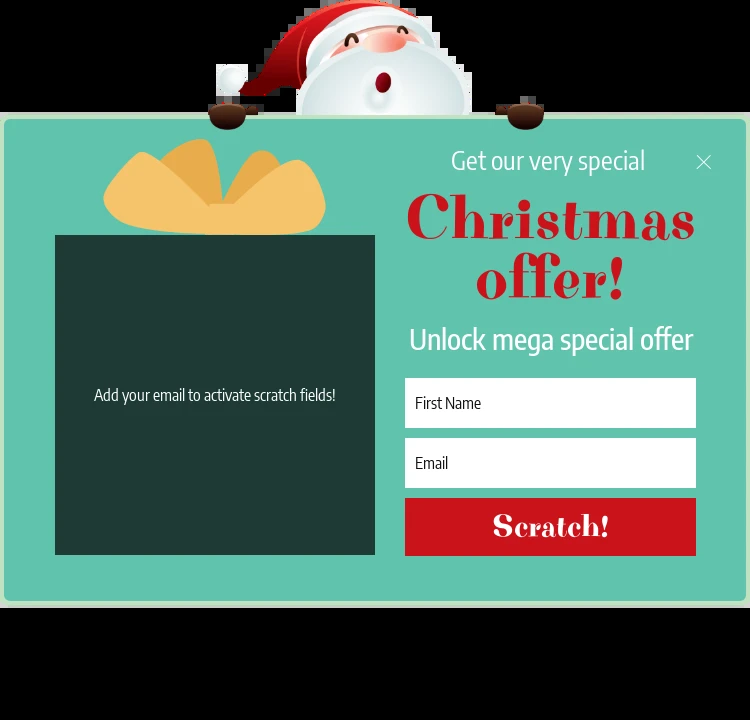 Get our very special
Christmas
offer!
Unlock mega special offer
Add your email to activate scratch fields!
First Name
Email
Scratch!